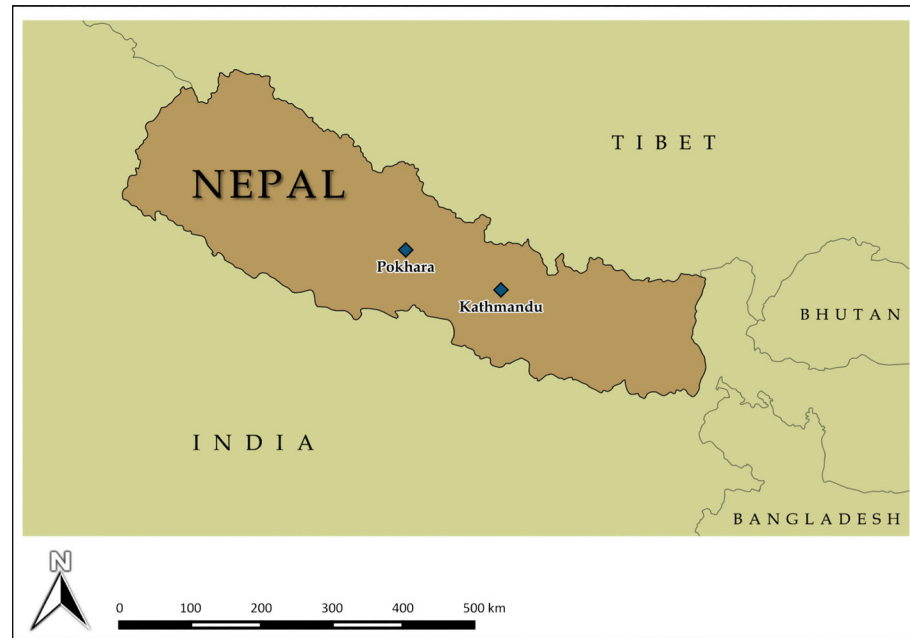 TIBET
NEPAL
Pokhara
Kathmandu
BHUTAN
INDIA
BANGLADESH
N
0 100 200 300 400 500 km